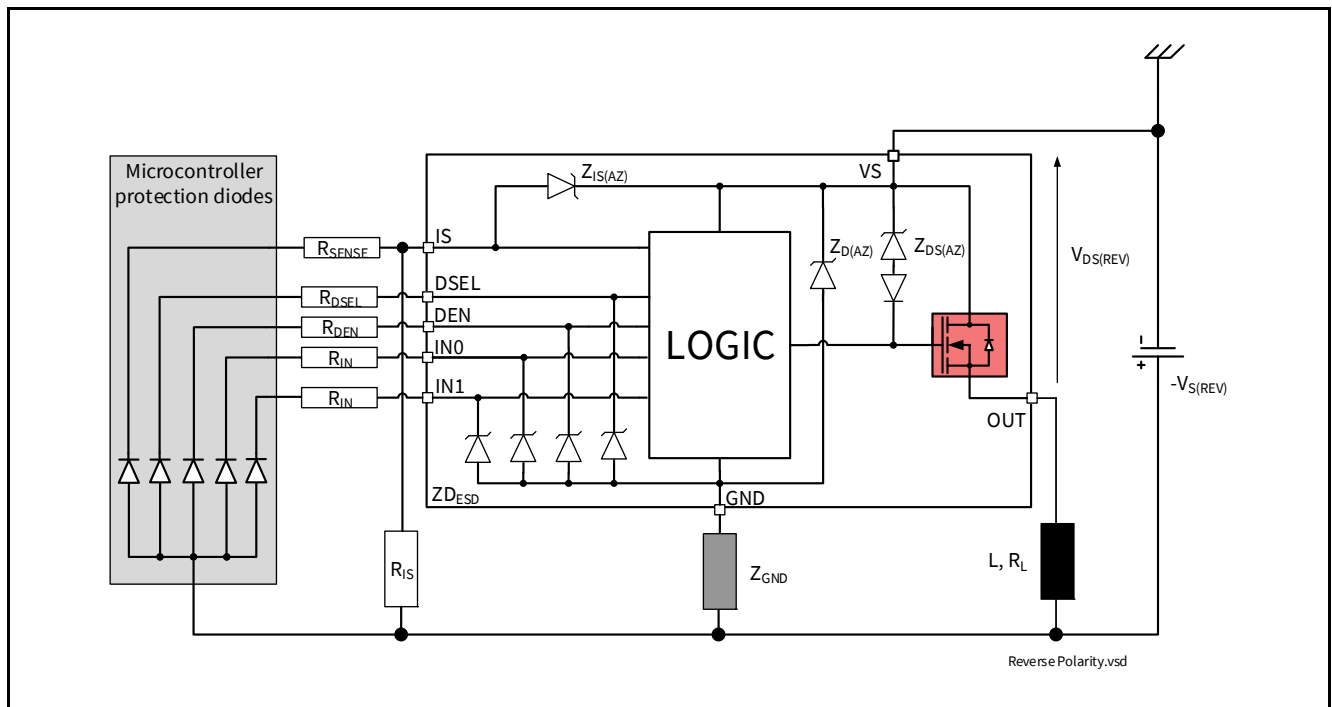 Microcontroller
protection diodes
RSENSE
RDSEL
RDEN
RIN
RIN
RIS
IS
DSEL
DEN
IN0
IN1
ZIS(AZ)
VS
ZD(AZ)
ZDS(AZ)
LOGIC
OUT
ZDESD
GND
ZGND
L, RL
VDS(REV)
-
+
-VS(REV)
Reverse Polarity.vsd